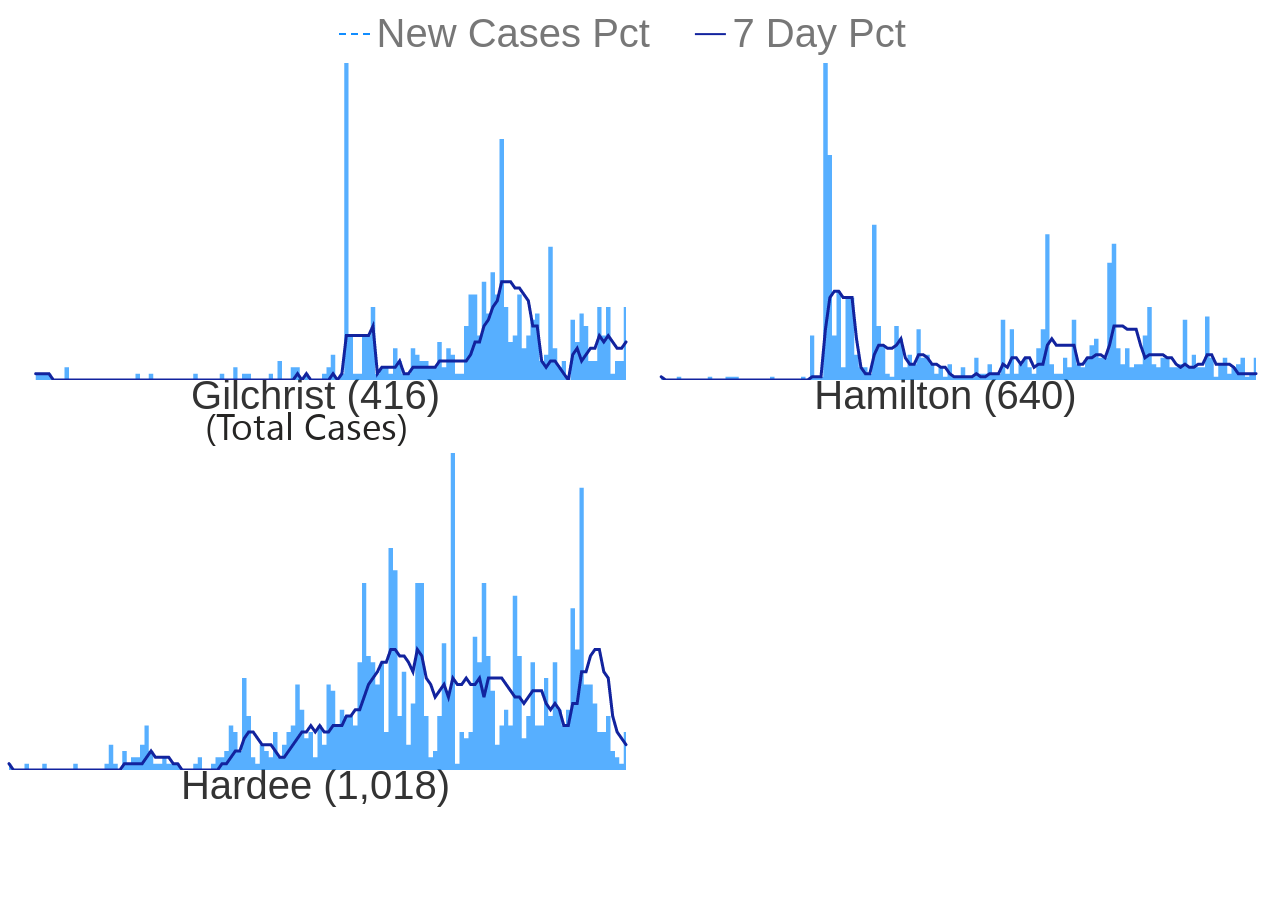 New Cases Pct 7 Day Pct
Gilchrist (416)
(Total Cases)
Hamilton (640)
Hardee (1,018)